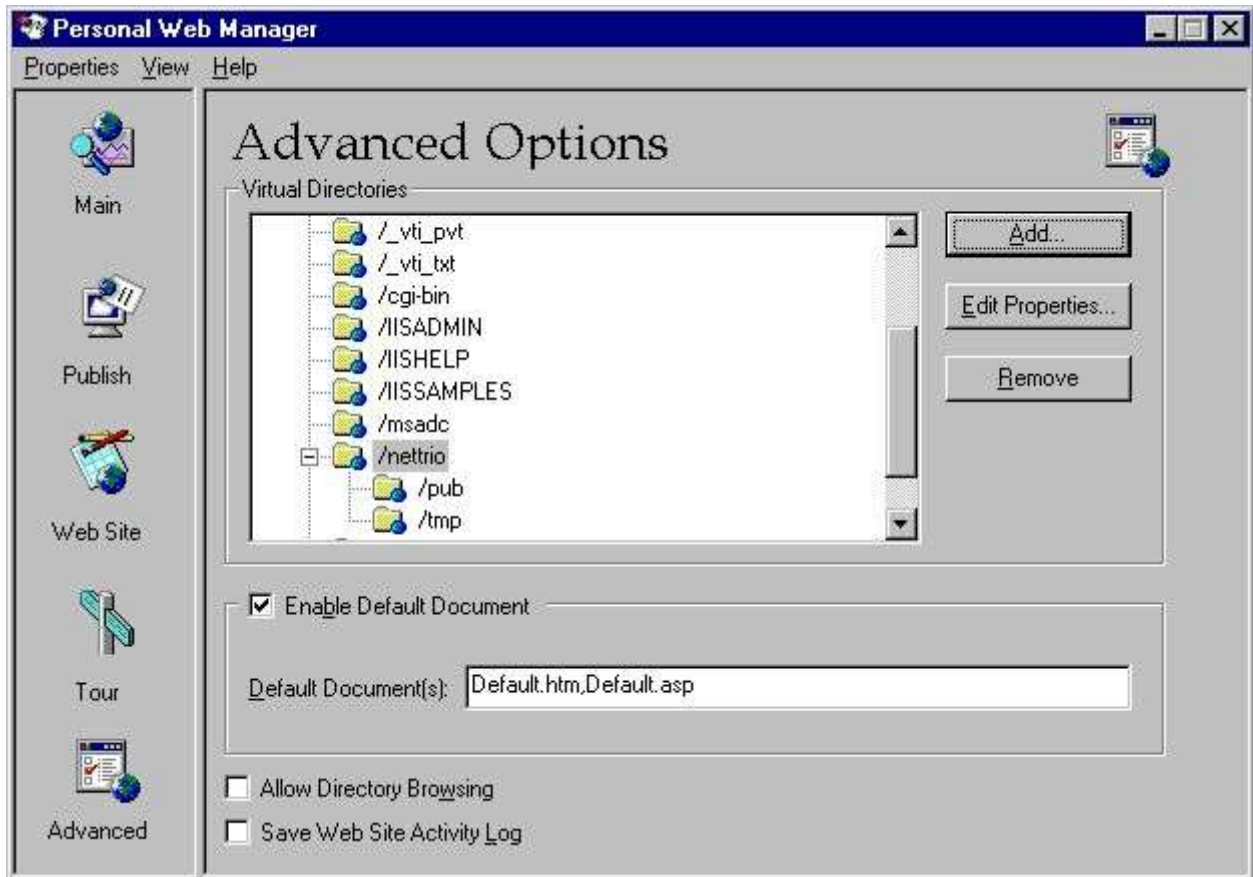 Personal Web Manager
Properties View Help
Main
Publish
Web Site
Tour
Advanced
Advanced Options
Virtual Directories
/_vti_pvt
/_vti_txt
/cgi-bin
/IISADMIN
/IISHELP
/IISSAMPLES
/msadc
/nettrio
/pub
/tmp
Add...
Edit Properties...
Remove
Enable Default Document
Default Document(s): Default.htm,Default.asp
Allow Directory Browsing
Save Web Site Activity Log